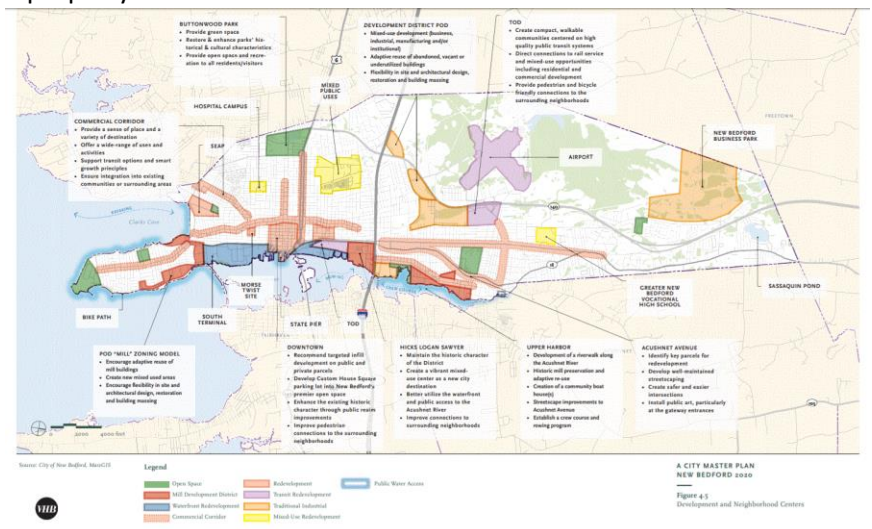 BUTTONWOOD PARK
• Provide green space
• Restore & enhance parks' his-
torical & cultural characteristics
• Provide open space and recre-
ation to all residents/visitors
DEVELOPMENT DISTRICT POD
• Mixed-use development (business,
industrial, manufacturing and/or
institutional)
• Adaptive reuse of abandoned, vacant or
underutilized buildings
• Flexibility in site and architectural design,
restoration and building massing
TOD
• Create compact, walkable
communities centered on high
quality public transit systems
• Direct connections to rail service
and mixed-use opportunities
including residential and
commercial development
• Provide pedestrian and bicycle
friendly connections to the
surrounding neighborhoods
MIXED
PUBLIC
USES
HOSPITAL CAMPUS
COMMERCIAL CORRIDOR
• Provide a sense of place and a
variety of destination
• Offer a wide-range of uses and
activities
• Support transit options and smart
growth principles
• Ensure integration into existing
communities or surrounding areas
SEAP
AIRPORT
NEW BEDFORD
BUSINESS PARK
FREETOWN
Clarks Cove
BIKE PATH
SOUTH
TERMINAL
MORSE
TWIST
SITE
STATE PIER
TOD
GREATER NEW
BEDFORD
VOCATIONAL
HIGH SCHOOL
SASSAQUIN POND
POD "MILL" ZONING MODEL
• Encourage adaptive reuse of
mill buildings
• Create new mixed used areas
• Encourage flexibility in site and
architectural design, restoration
and building massing
DOWNTOWN
• Recommend targeted infill
development on public and
private parcels
• Develop Custom House Square
parking lot into New Bedford's
premier open space
• Enhance the existing historic
character through public realm
improvements
• Improve pedestrian
connections to the surrounding
neighborhoods
HICKS LOGAN SAWYER
• Maintain the historic character
of the District
• Create a vibrant mixed-
use center as a new city
destination
• Better utilize the waterfront
and public access to the
Acushnet River
• Improve connections to
surrounding neighborhoods
UPPER HARBOR
• Development of a riverwalk along
the Acushnet River
• Historic mill preservation and
adaptive re-use
• Creation of a community boat
house(s)
• Streetscape improvements to
Acushnet Avenue
• Establish a crew course and
rowing program
ACUSHNET AVENUE
• Identify key parcels for
redevelopment
• Develop well-maintained
streetscaping
• Create safer and easier
intersections
• Install public art, particularly
at the gateway entrances
Source: City of New Bedford, MassGIS
Legend
Open Space
Mill Development District
Waterfront Redevelopment
Commercial Corridor
Redevelopment
Transit Redevelopment
Traditional Industrial
Mixed-Use Redevelopment
Public Water Access
A CITY MASTER PLAN
NEW BEDFORD 2020
Figure 4.5
Development and Neighborhood Centers
VHB